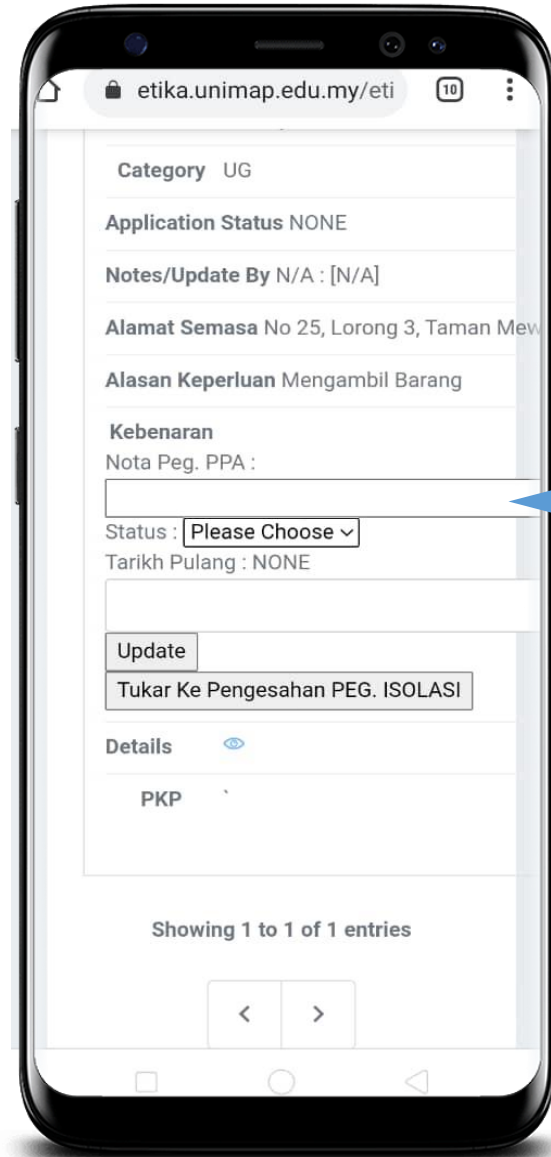 etika.unimap.edu.my/eti 10
Category UG
Application Status NONE
Notes/Update By N/A : [N/A]
Alamat Semasa No 25, Lorong 3, Taman Mew
Alasan Keperluan Mengambil Barang
Kebenaran
Nota Peg. PPA :
Status : Please Choose
Tarikh Pulang : NONE
Update
Tukar Ke Pengesahan PEG. ISOLASI
Details
PKP `
Showing 1 to 1 of 1 entries
< >